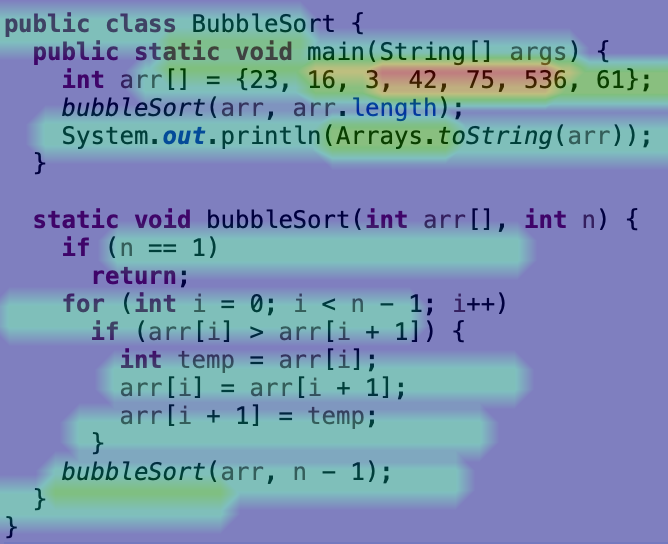 public class BubbleSort {
  public static void main(String[] args) {
    int arr[] = {23, 16, 3, 42, 75, 536, 61};
    bubbleSort(arr, arr.length);
    System.out.println(Arrays.toString(arr));
  }

  static void bubbleSort(int arr[], int n) {
    if (n == 1)
      return;
    for (int i = 0; i < n - 1; i++)
      if (arr[i] > arr[i + 1]) {
        int temp = arr[i];
        arr[i] = arr[i + 1];
        arr[i + 1] = temp;
      }
    bubbleSort(arr, n - 1);
  }
}